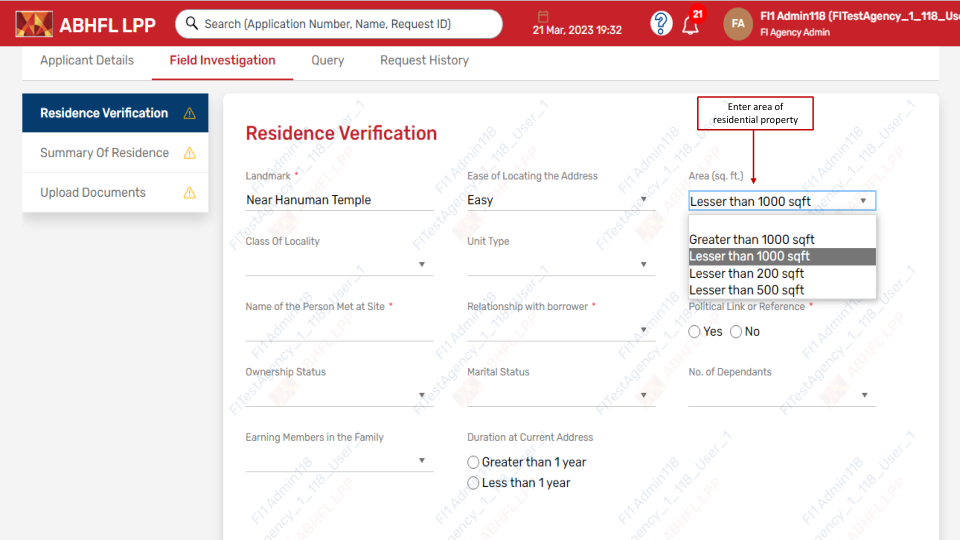 ABHFL LPP
Search (Application Number, Name, Request ID)
21 Mar, 2023 19:32
?
21
FA
FI1 Admin118 (FITestAgency_1_118_Use
FI Agency Admin
Applicant Details
Field Investigation
Query
Request History
Residence Verification
Summary Of Residence
Upload Documents
Enter area of
residential property
Residence Verification
Landmark *
Ease of Locating the Address
Area (sq. ft.)
Near Hanuman Temple
Easy
Lesser than 1000 sqft
Greater than 1000 sqft
Lesser than 1000 sqft
Lesser than 200 sqft
Lesser than 500 sqft
Class Of Locality
Unit Type
Name of the Person Met at Site *
Relationship with borrower *
Political Link or Reference *
Yes
No
Ownership Status
Marital Status
No. of Dependants
Earning Members in the Family
Duration at Current Address
Greater than 1 year
Less than 1 year